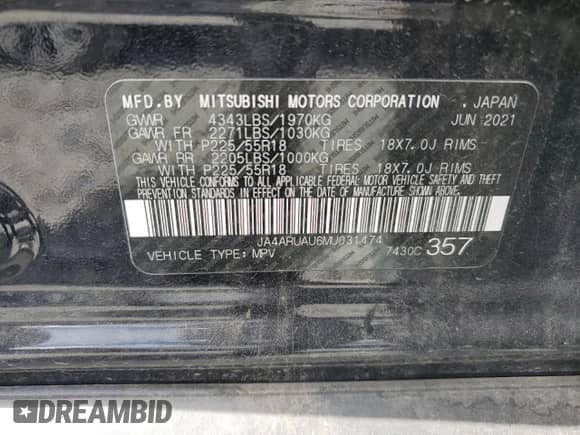 MFD.BY MITSUBISHI MOTORS CORPORATION , JAPAN
GVWR 4343LBS/1970KG JUN 2021
GAWR FR 2271LBS/1030KG
WITH P225/55R18 TIRES 18X7.0J RIMS
GAWR RR 2205LBS/1000KG
WITH P225/55R18 TIRES 18X7.0J RIMS
THIS VEHICLE CONFORMS TO ALL APPLICABLE FEDERAL MOTOR VEHICLE SAFETY AND THEFT
PREVENTION STANDARDS IN EFFECT ON THE DATE OF MANUFACTURE SHOWN ABOVE.
JA4ARUAU6MU031474
VEHICLE TYPE: MPV 7430C 357
DREAMBID